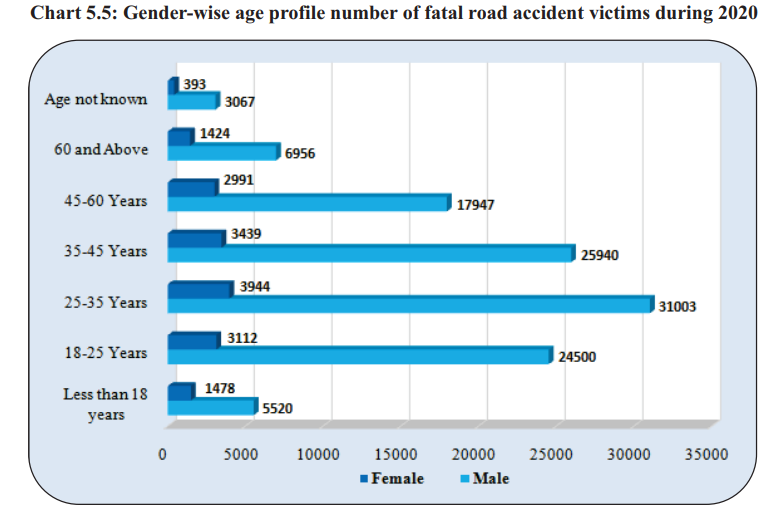 Chart 5.5: Gender-wise age profile number of fatal road accident victims during 2020
Age not known
393
3067
60 and Above
1424
6956
45-60 Years
2991
17947
35-45 Years
3439
25940
25-35 Years
3944
31003
18-25 Years
3112
24500
Less than 18
years
1478
5520
0 5000 10000 15000 20000 25000 30000 35000
Female Male